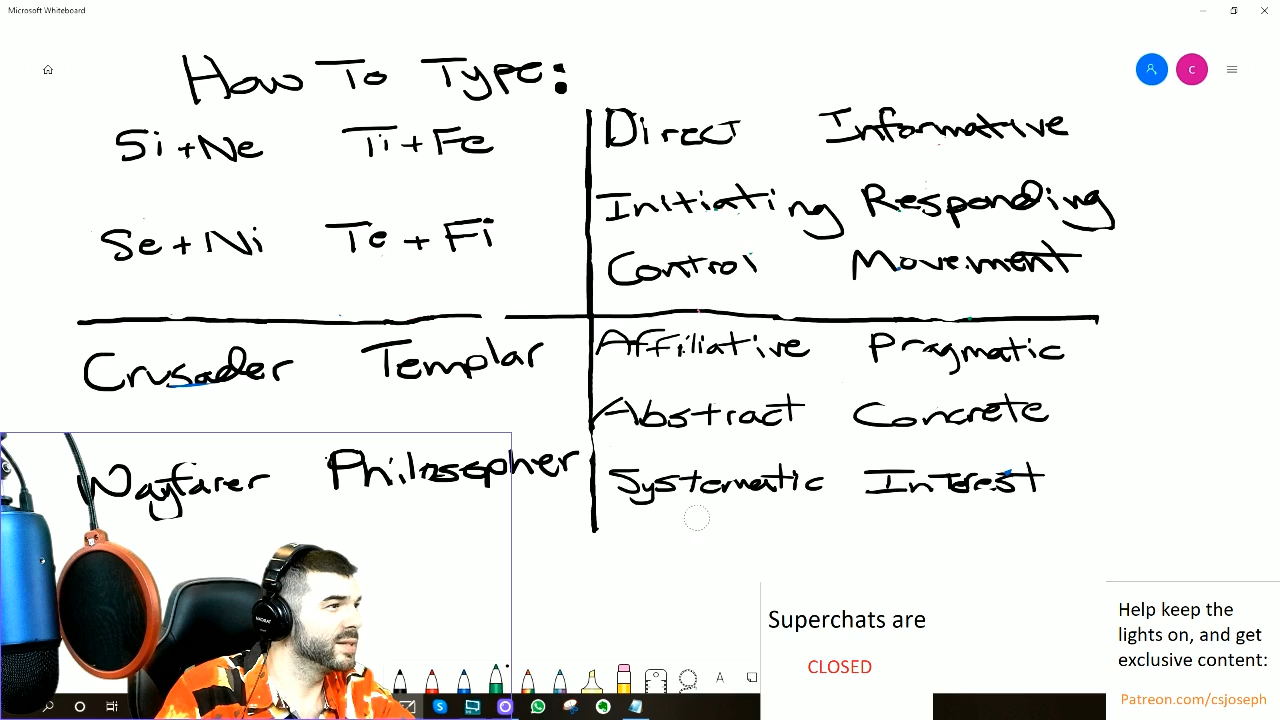 Microsoft Whiteboard
How To Type:
Si+Ne Ti+Fe
Se+Ni Te+Fi
Direct Informative
Initiating Responding
Control Movement
Crusader Templar
Wayfarer Philosopher
Affiliative Pragmatic
Abstract Concrete
Systematic Interest
C
A
Superchats are
CLOSED
Help keep the
lights on, and get
exclusive content:
Patreon.com/csjoseph